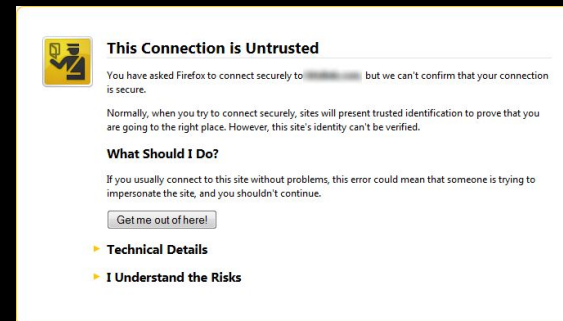 This Connection is Untrusted
You have asked Firefox to connect securely to but we can't confirm that your connection
is secure.
Normally, when you try to connect securely, sites will present trusted identification to prove that you
are going to the right place. However, this site's identity can't be verified.
What Should I Do?
If you usually connect to this site without problems, this error could mean that someone is trying to
impersonate the site, and you shouldn't continue.
Get me out of here!
Technical Details
I Understand the Risks